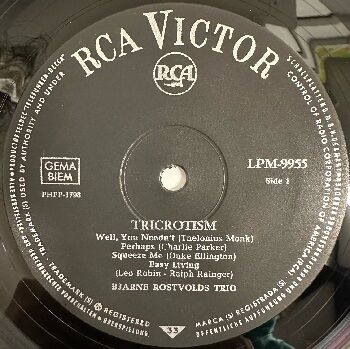 RCA VICTOR
RCA
GEMA
BIEM
PHFP-1798
LPM-9955
Side 1
TRICROTISM
Well, You Needn't (Thelonius Monk)
Perhaps (Charlie Parker)
Squeeze Me (Duke Ellington)
Easy Living
(Leo Robin - Ralph Rainger)
BJARNE ROSTVOLDS TRIO
33
TRADEMARK (S) REGISTERED
MARCA (S) REGISTRADA (S)